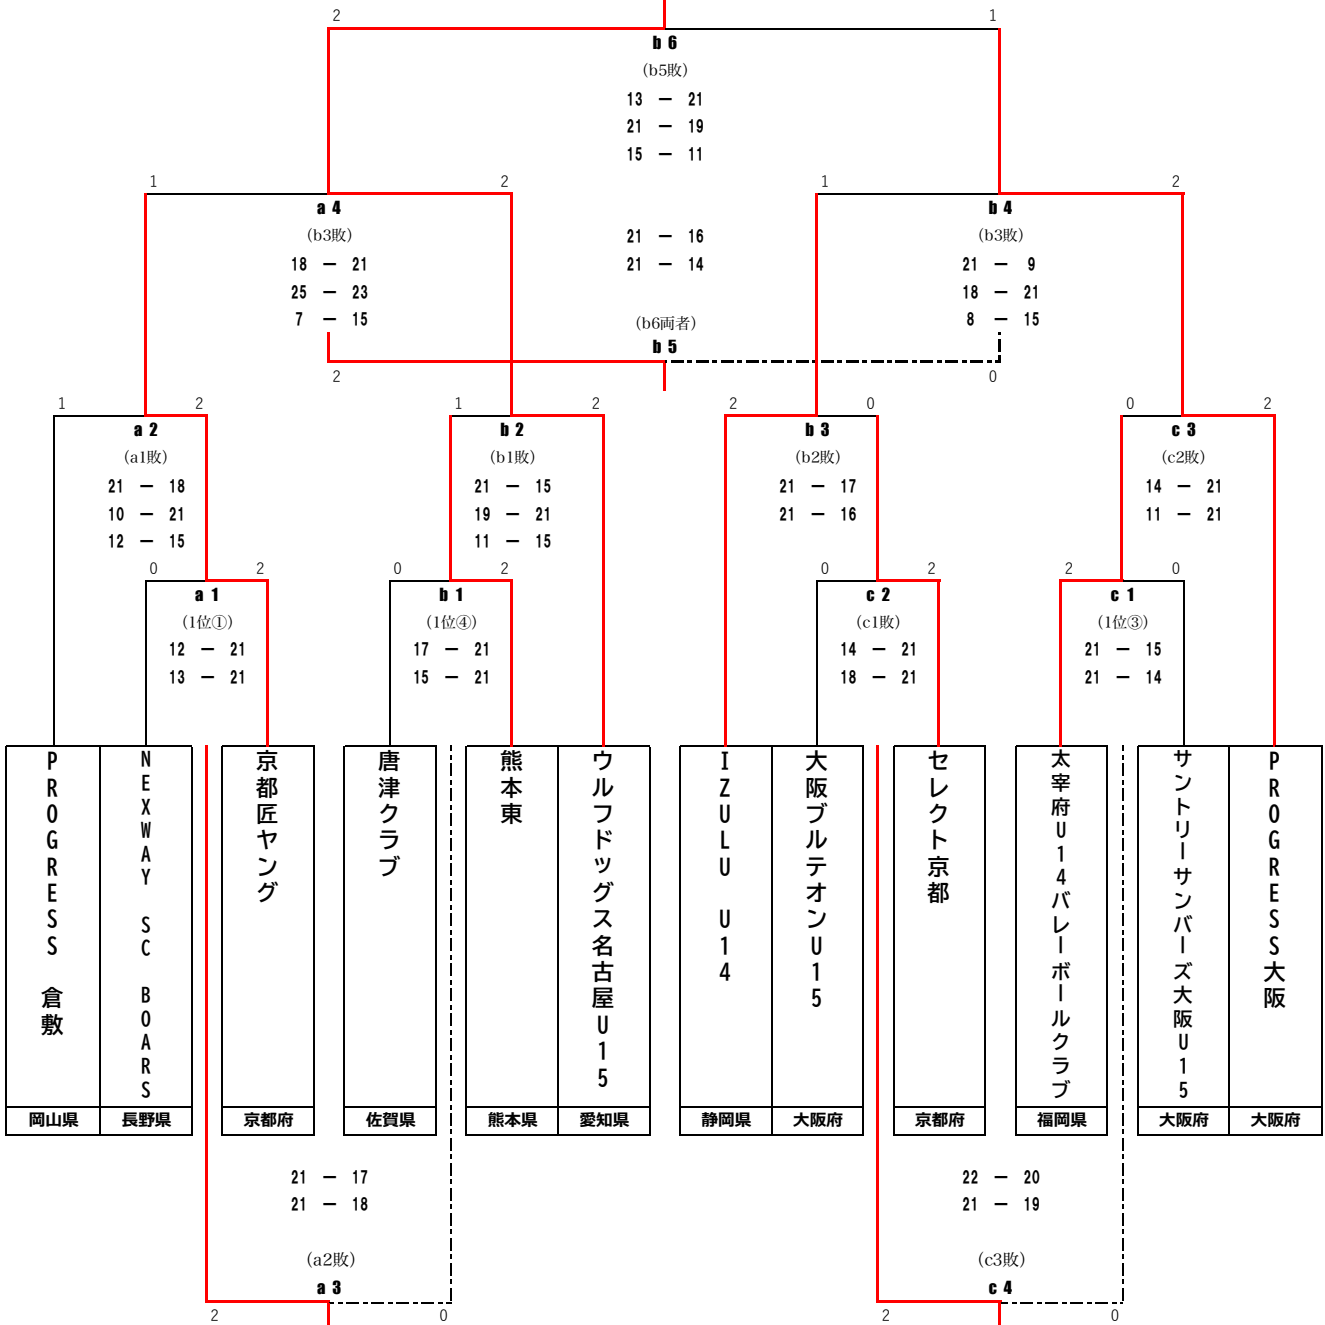 2 1
b 6
(b5敗)
13 － 21
21 － 19
15 － 11
1 2 1 2
a 4 b 4
(b3敗) 21 － 16 (b3敗)
18 － 21 21 － 14 21 － 9
25 － 23 18 － 21
7 － 15 (b6両者) 8 － 15
b 5
2 0
1 2 1 2 2 0 0 2
a 2 b 2 b 3 c 3
(a1敗) (b1敗) (b2敗) (c2敗)
21 － 18 21 － 15 21 － 17 14 － 21
10 － 21 19 － 21 21 － 16 11 － 21
12 － 15 11 － 15
0 2 0 2 0 2 2 0
a 1 b 1 c 2 c 1
(1位①) (1位④) (c1敗) (1位③)
12 － 21 17 － 21 14 － 21 21 － 15
13 － 21 15 － 21 18 － 21 21 － 14
PROGRESS 倉敷
NEXWAY SC BOARS
京都匠ヤング
唐津クラブ
熊本東
ウルフドッグス名古屋U15
IZULU U14
大阪ブルテオンU15
セレクト京都
太宰府U14バレーボールクラブ
サントリーサンバーズ大阪U15
PROGRESS大阪
岡山県 長野県 京都府 佐賀県 熊本県 愛知県 静岡県 大阪府 京都府 福岡県 大阪府 大阪府
21 － 17 22 － 20
21 － 18 21 － 19
(a2敗) (c3敗)
a 3 c 4
2 0 2 0